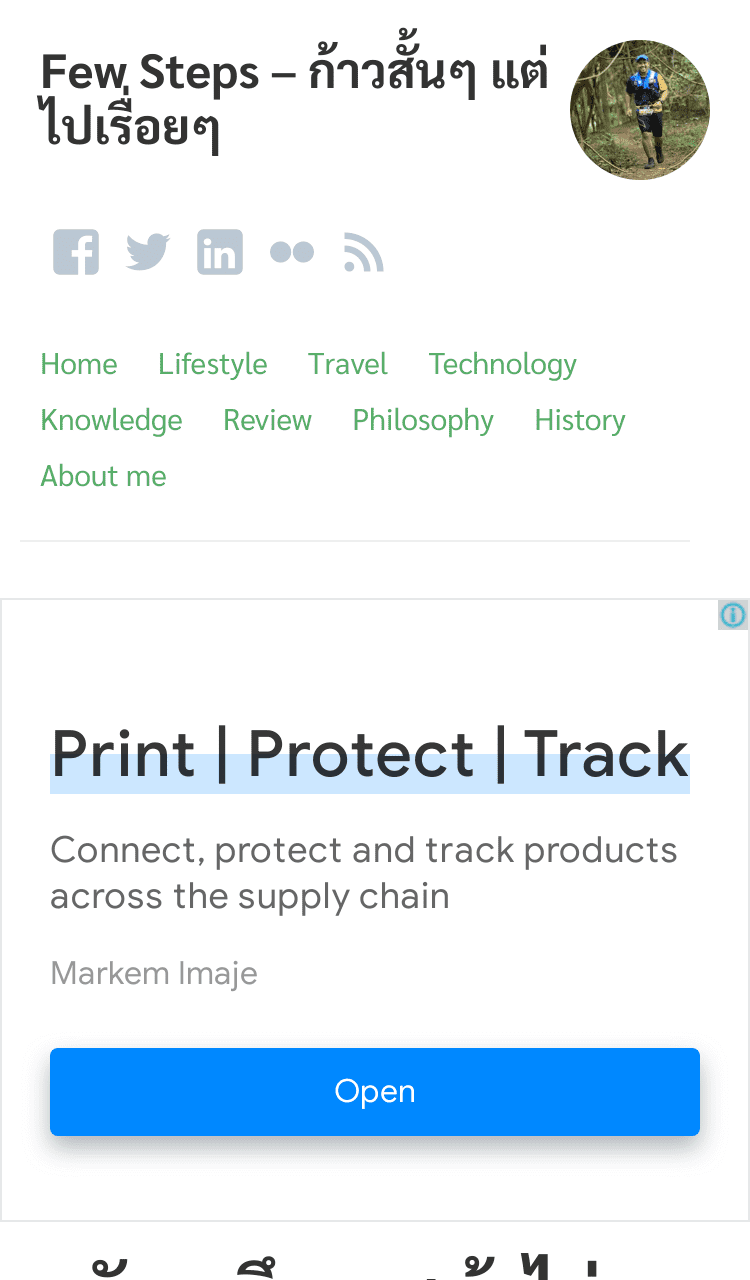 Few Steps – ก้าวสั้นๆ แต่
ไปเรื่อยๆ
Home Lifestyle Travel Technology
Knowledge Review Philosophy History
About me
Print | Protect | Track
Connect, protect and track products
across the supply chain
Markem Imaje
Open